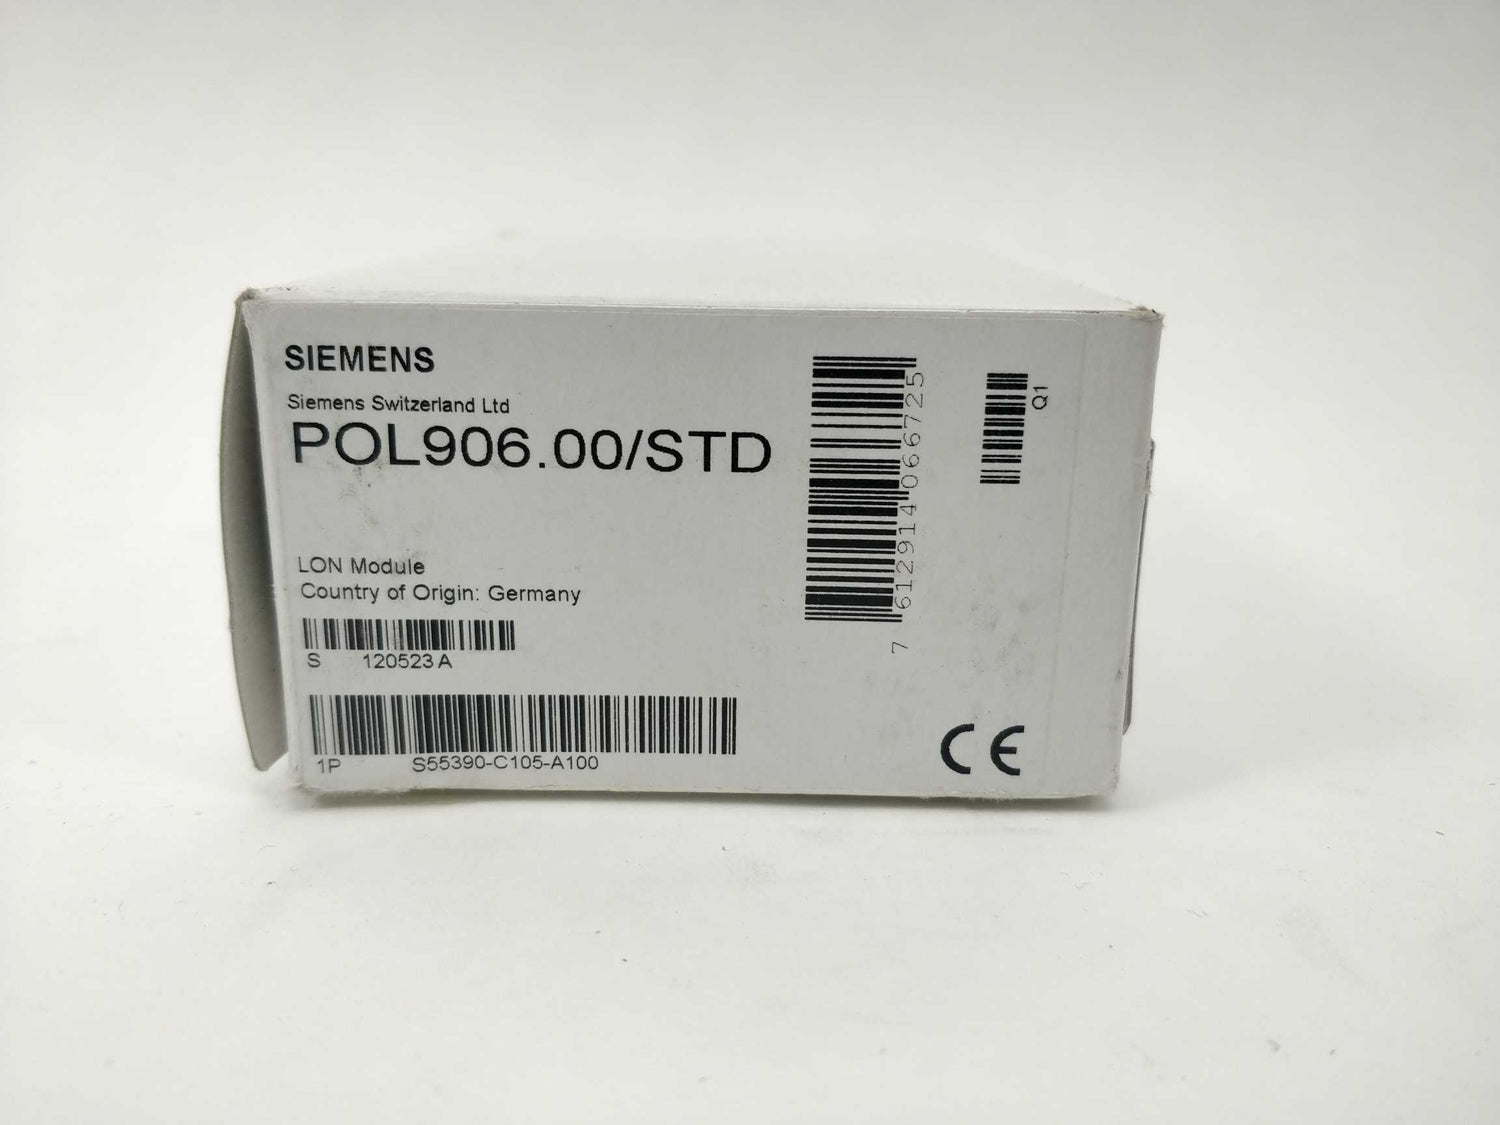 SIEMENS
Siemens Switzerland Ltd
POL906.00/STD
LON Module
Country of Origin: Germany
S 120523A
1P S55390-C105-A100
7 612914 066725
Q1
CE